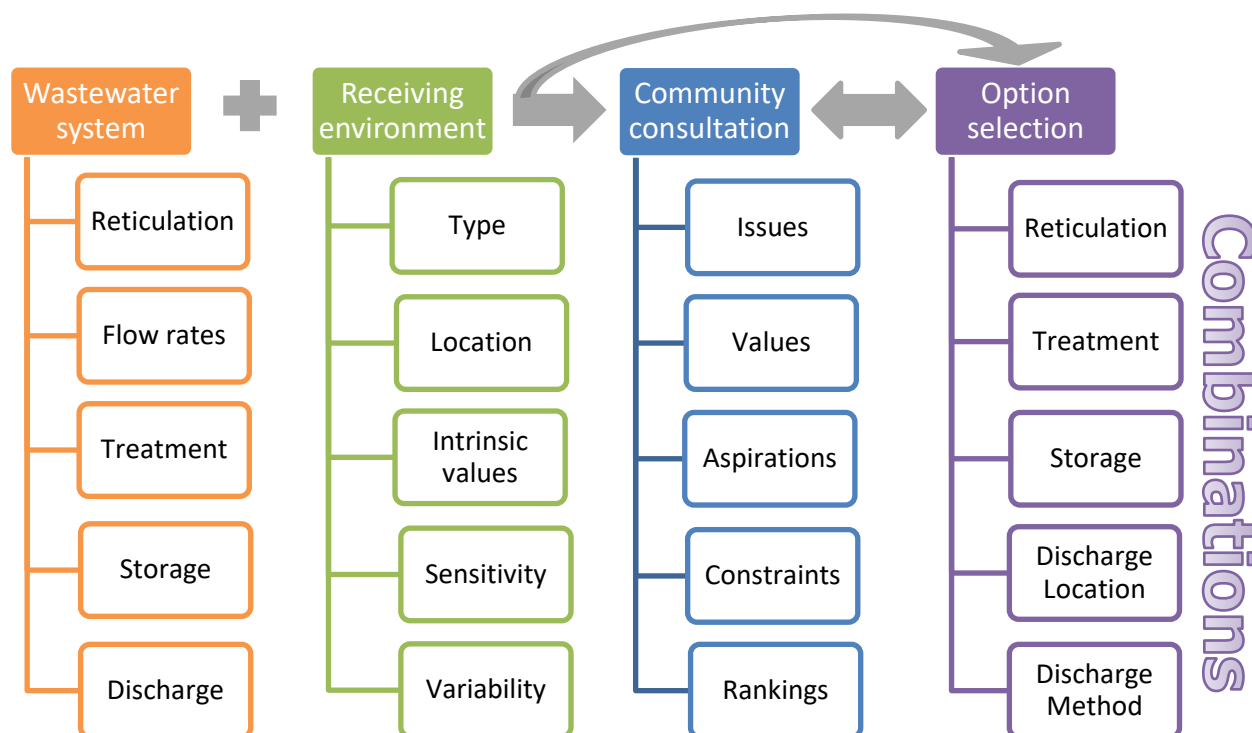 Wastewater
system
Reticulation
Flow rates
Treatment
Storage
Discharge
Receiving
environment
Type
Location
Intrinsic
values
Sensitivity
Variability
Community
consultation
Issues
Values
Aspirations
Constraints
Rankings
Option
selection
Reticulation
Treatment
Storage
Discharge
Location
Discharge
Method
Combinations